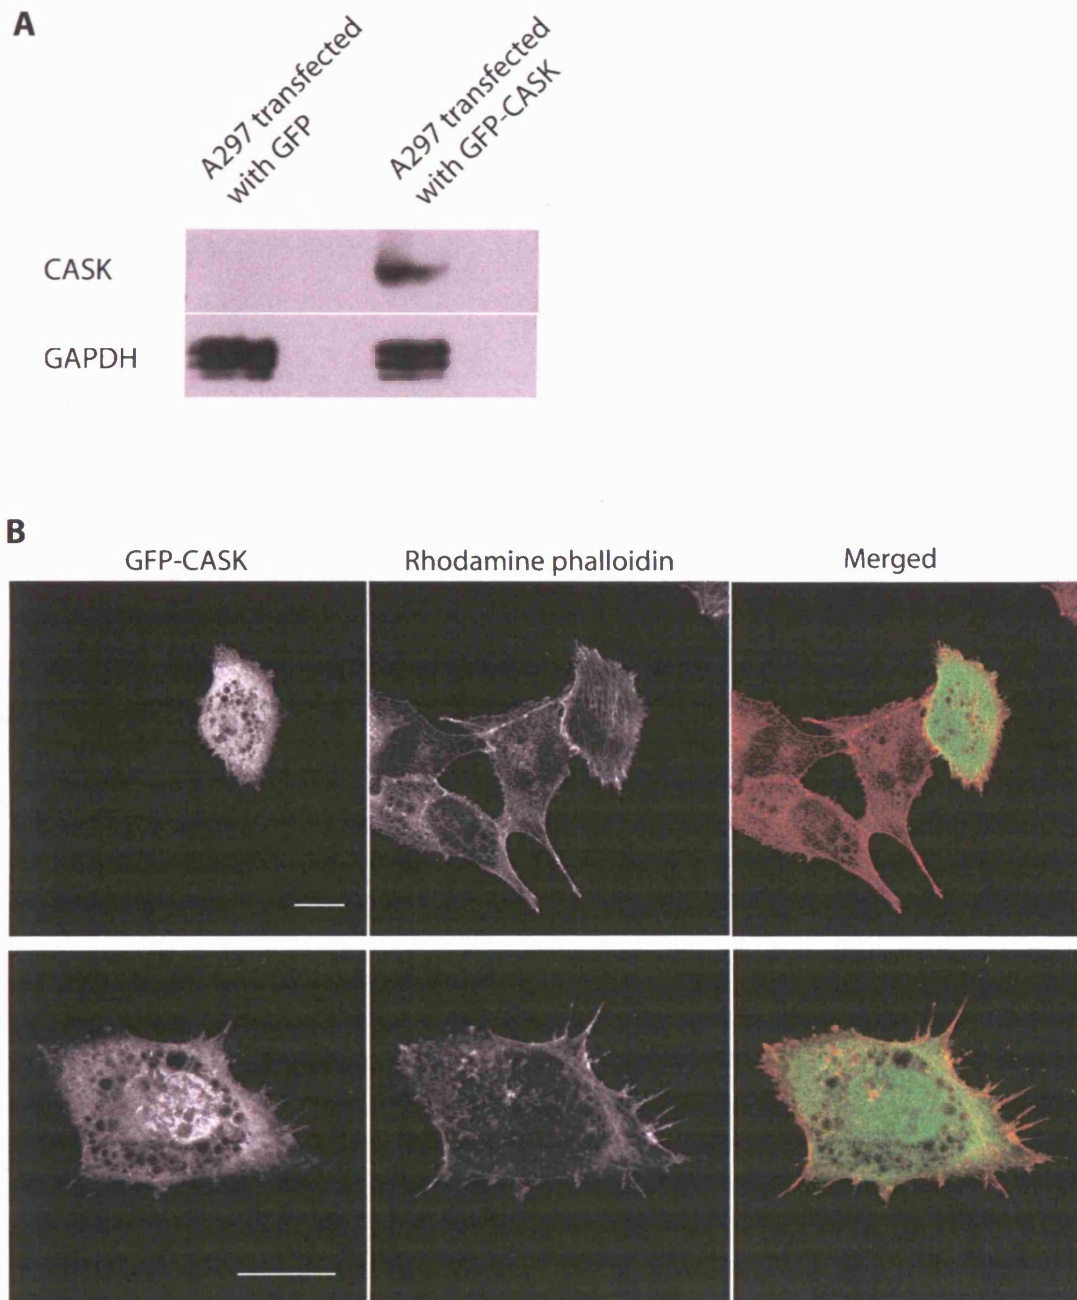 A
A297 transfected
with GFP
A297 transfected
with GFP-CASK
CASK
GAPDH
B
GFP-CASK
Rhodamine phalloidin
Merged